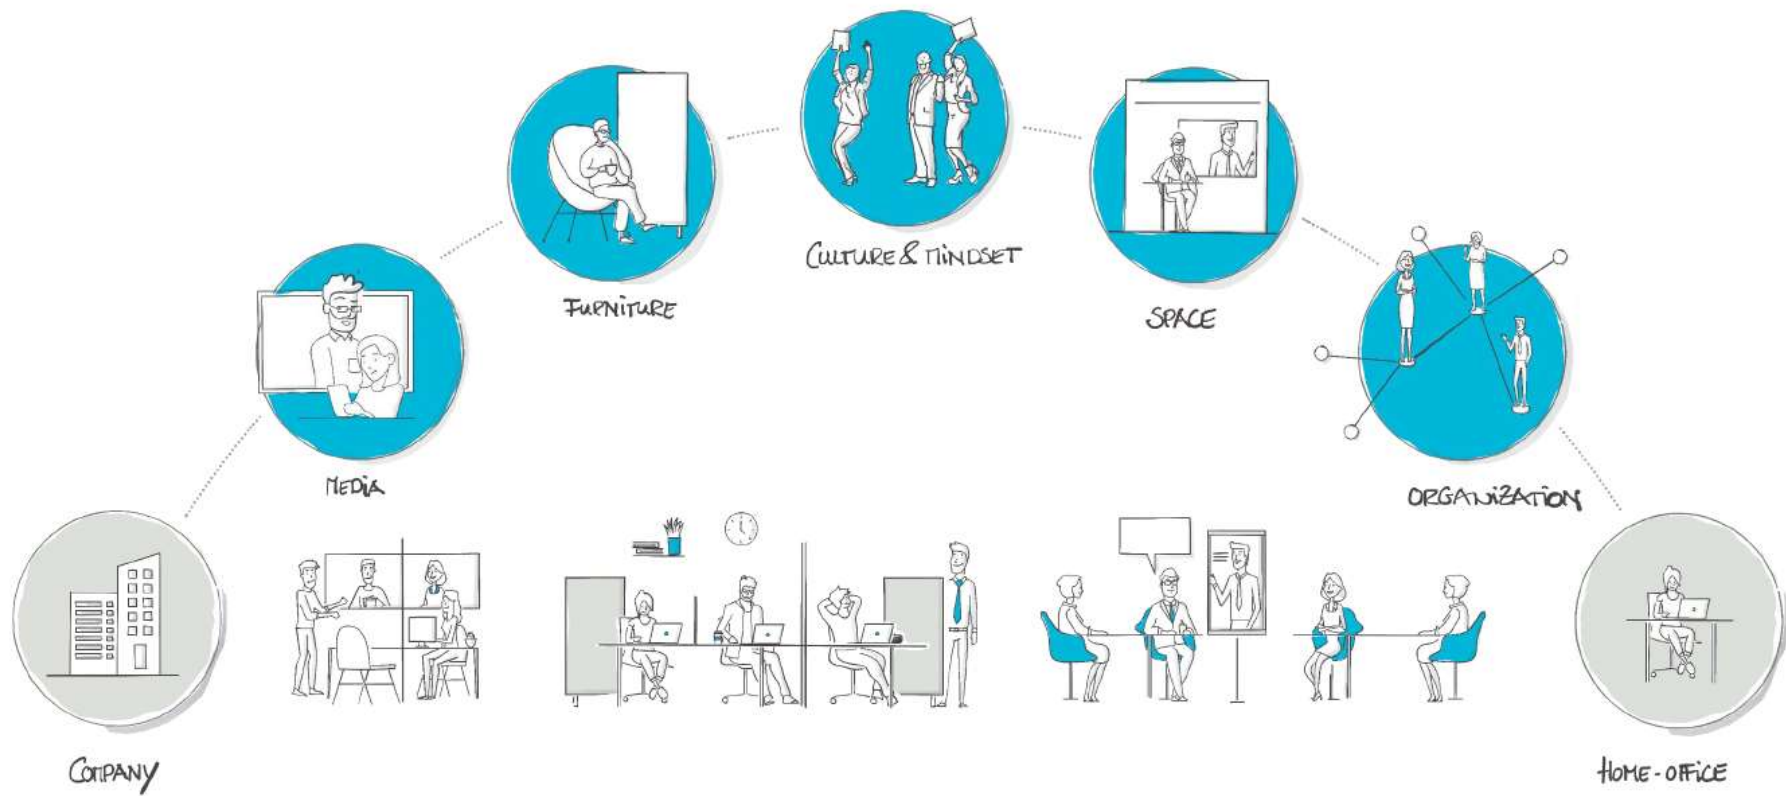 CULTURE & MINDSET
FURNITURE
SPACE
MEDIA
ORGANIZATION
COMPANY
HOME-OFFICE